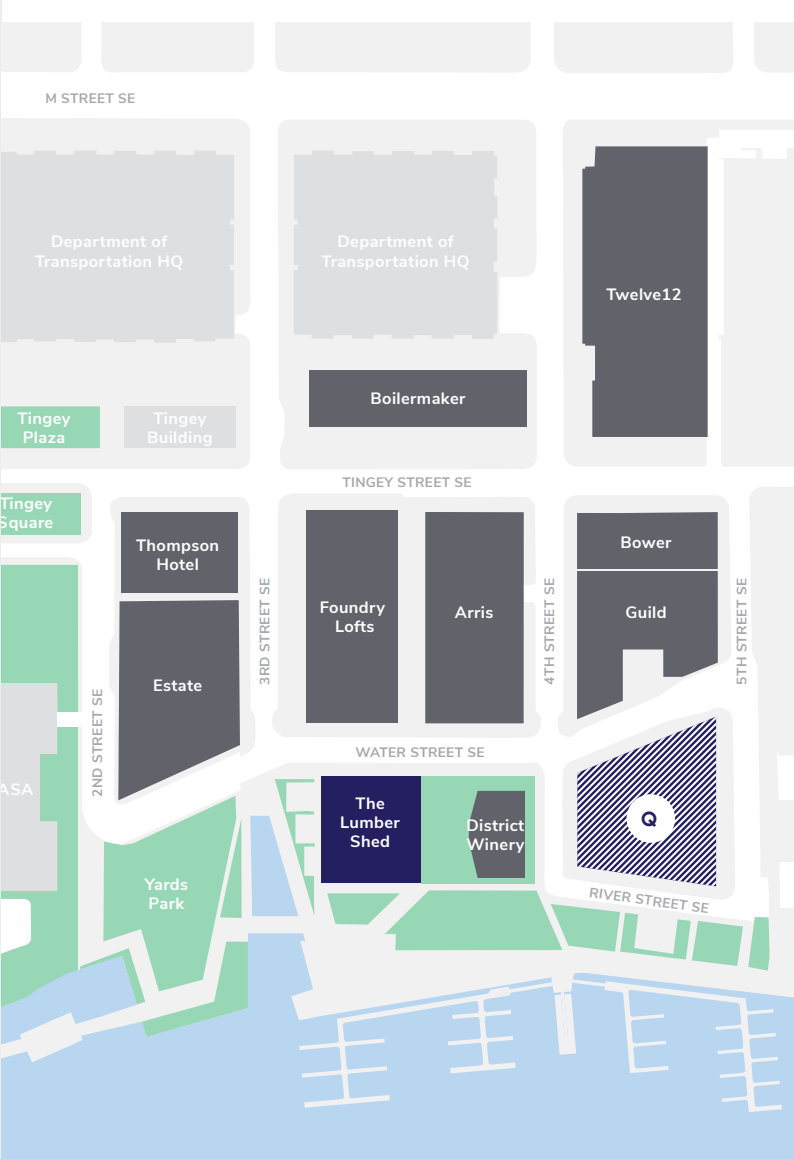 M STREET SE
Department of
Transportation HQ
Department of
Transportation HQ
Twelve12
Boilermaker
Tingey
Plaza
Tingey
Building
TINGEY STREET SE
Tingey
Square
Thompson
Hotel
Foundry
Lofts
Arris
Bower
Guild
3RD STREET SE
4TH STREET SE
5TH STREET SE
Estate
2ND STREET SE
WATER STREET SE
ASA
The
Lumber
Shed
District
Winery
Q
Yards
Park
RIVER STREET SE